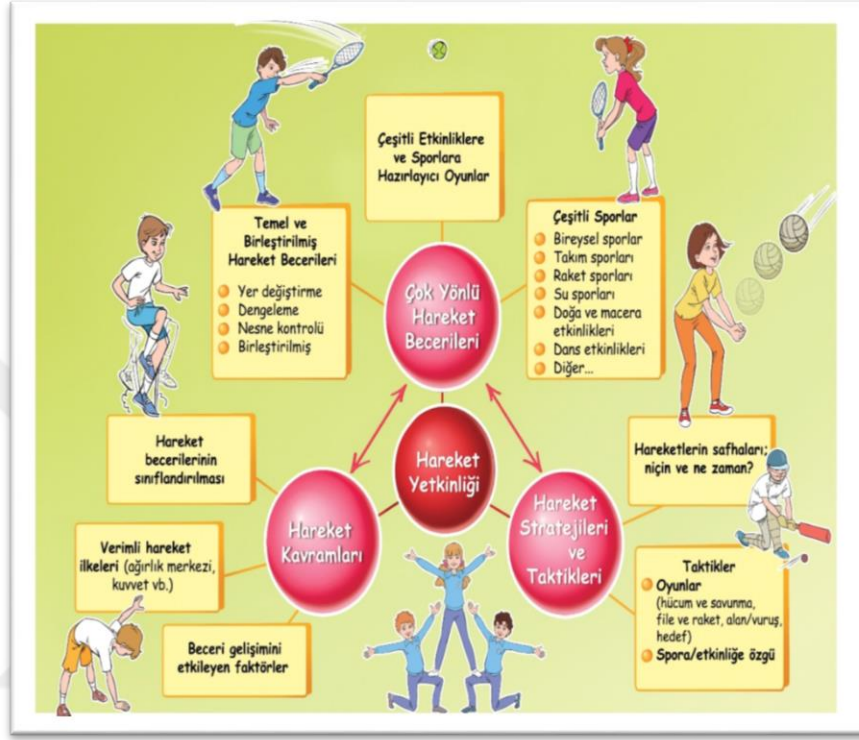 Çeşitli Etkinliklere
ve Sporlara
Hazırlayıcı Oyunlar
Temel ve
Birleştirilmiş
Hareket Becerileri
Yer değiştirme
Dengeleme
Nesne kontrolü
Birleştirilmiş
Çok Yönlü
Hareket
Becerileri
Çeşitli Sporlar
Bireysel sporlar
Takım sporları
Raket sporları
Su sporları
Doğa ve macera
etkinlikleri
Dans etkinlikleri
Diğer...
Hareket
Yetkinliği
Hareket
becerilerinin
sınıflandırılması
Verimli hareket
ilkeleri (ağırlık merkezi,
kuvvet vb.)
Beceri gelişimini
etkileyen faktörler
Hareket
Kavramları
Hareket
Stratejileri
ve
Taktikleri
Hareketlerin safhaları;
niçin ve ne zaman?
Taktikler
Oyunlar
(hücum ve savunma,
file ve raket, alan/vuruş,
hedef)
Spora/etkinliğe özgü